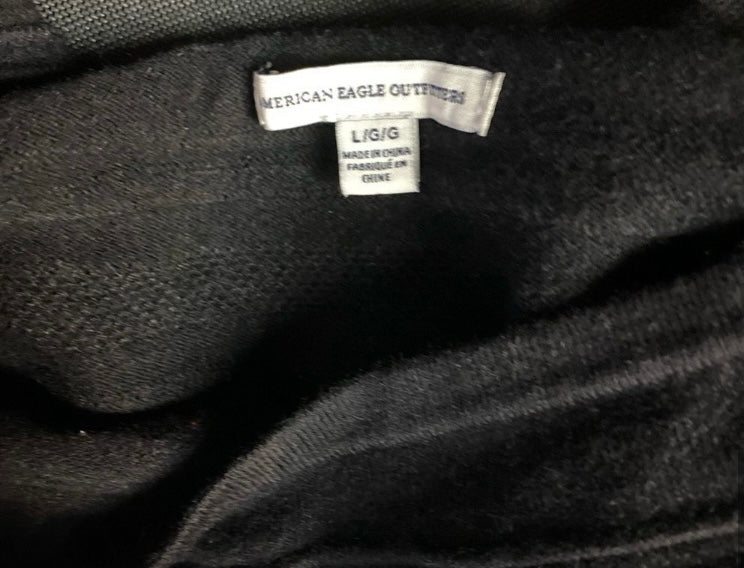 AMERICAN EAGLE OUTFITTERS
L/G/G
MADE IN CHINA
FABRIQUÉ EN
CHINE